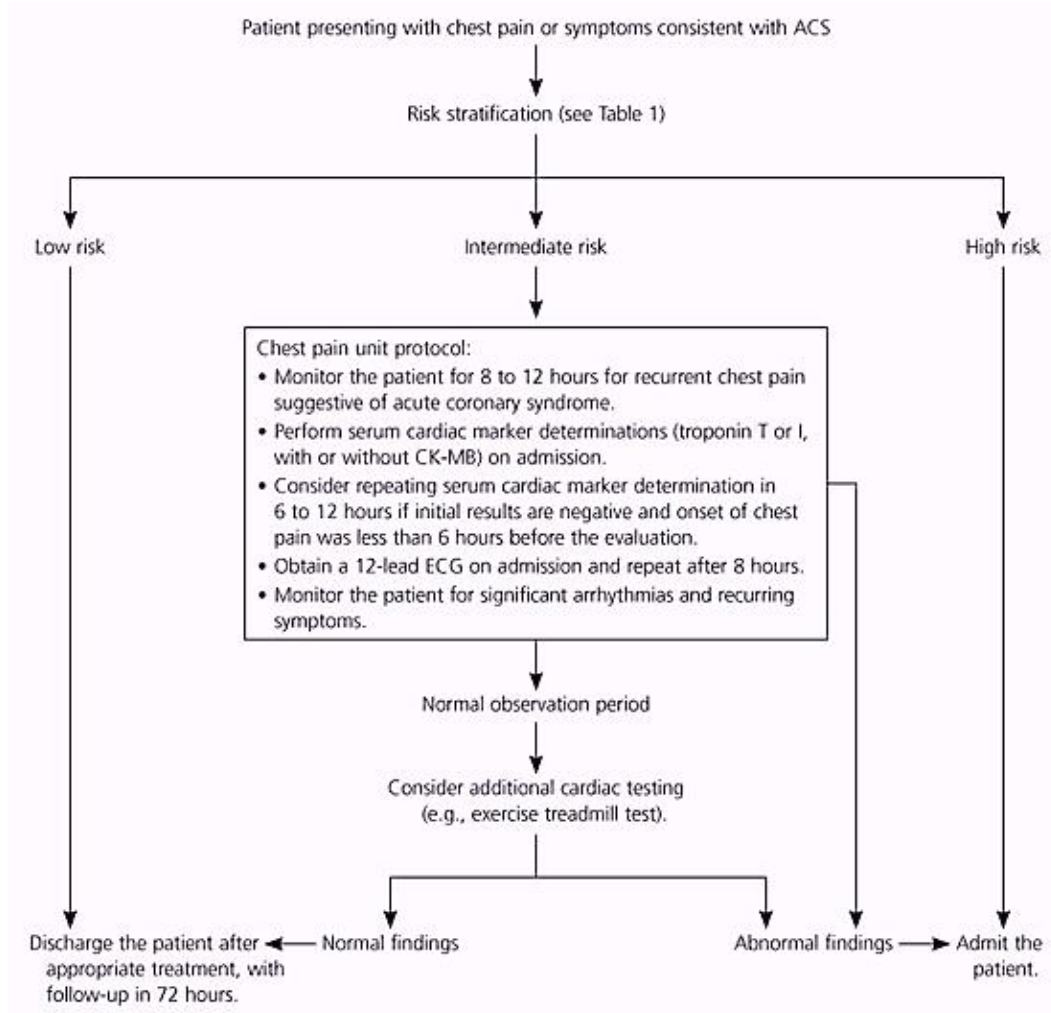 Patient presenting with chest pain or symptoms consistent with ACS
Risk stratification (see Table 1)
Low risk
Intermediate risk
High risk
Chest pain unit protocol:
• Monitor the patient for 8 to 12 hours for recurrent chest pain
suggestive of acute coronary syndrome.
• Perform serum cardiac marker determinations (troponin T or I,
with or without CK-MB) on admission.
• Consider repeating serum cardiac marker determination in
6 to 12 hours if initial results are negative and onset of chest
pain was less than 6 hours before the evaluation.
• Obtain a 12-lead ECG on admission and repeat after 8 hours.
• Monitor the patient for significant arrhythmias and recurring
symptoms.
Normal observation period
Consider additional cardiac testing
(e.g., exercise treadmill test).
Discharge the patient after
appropriate treatment, with
follow-up in 72 hours.
Normal findings
Abnormal findings
Admit the
patient.